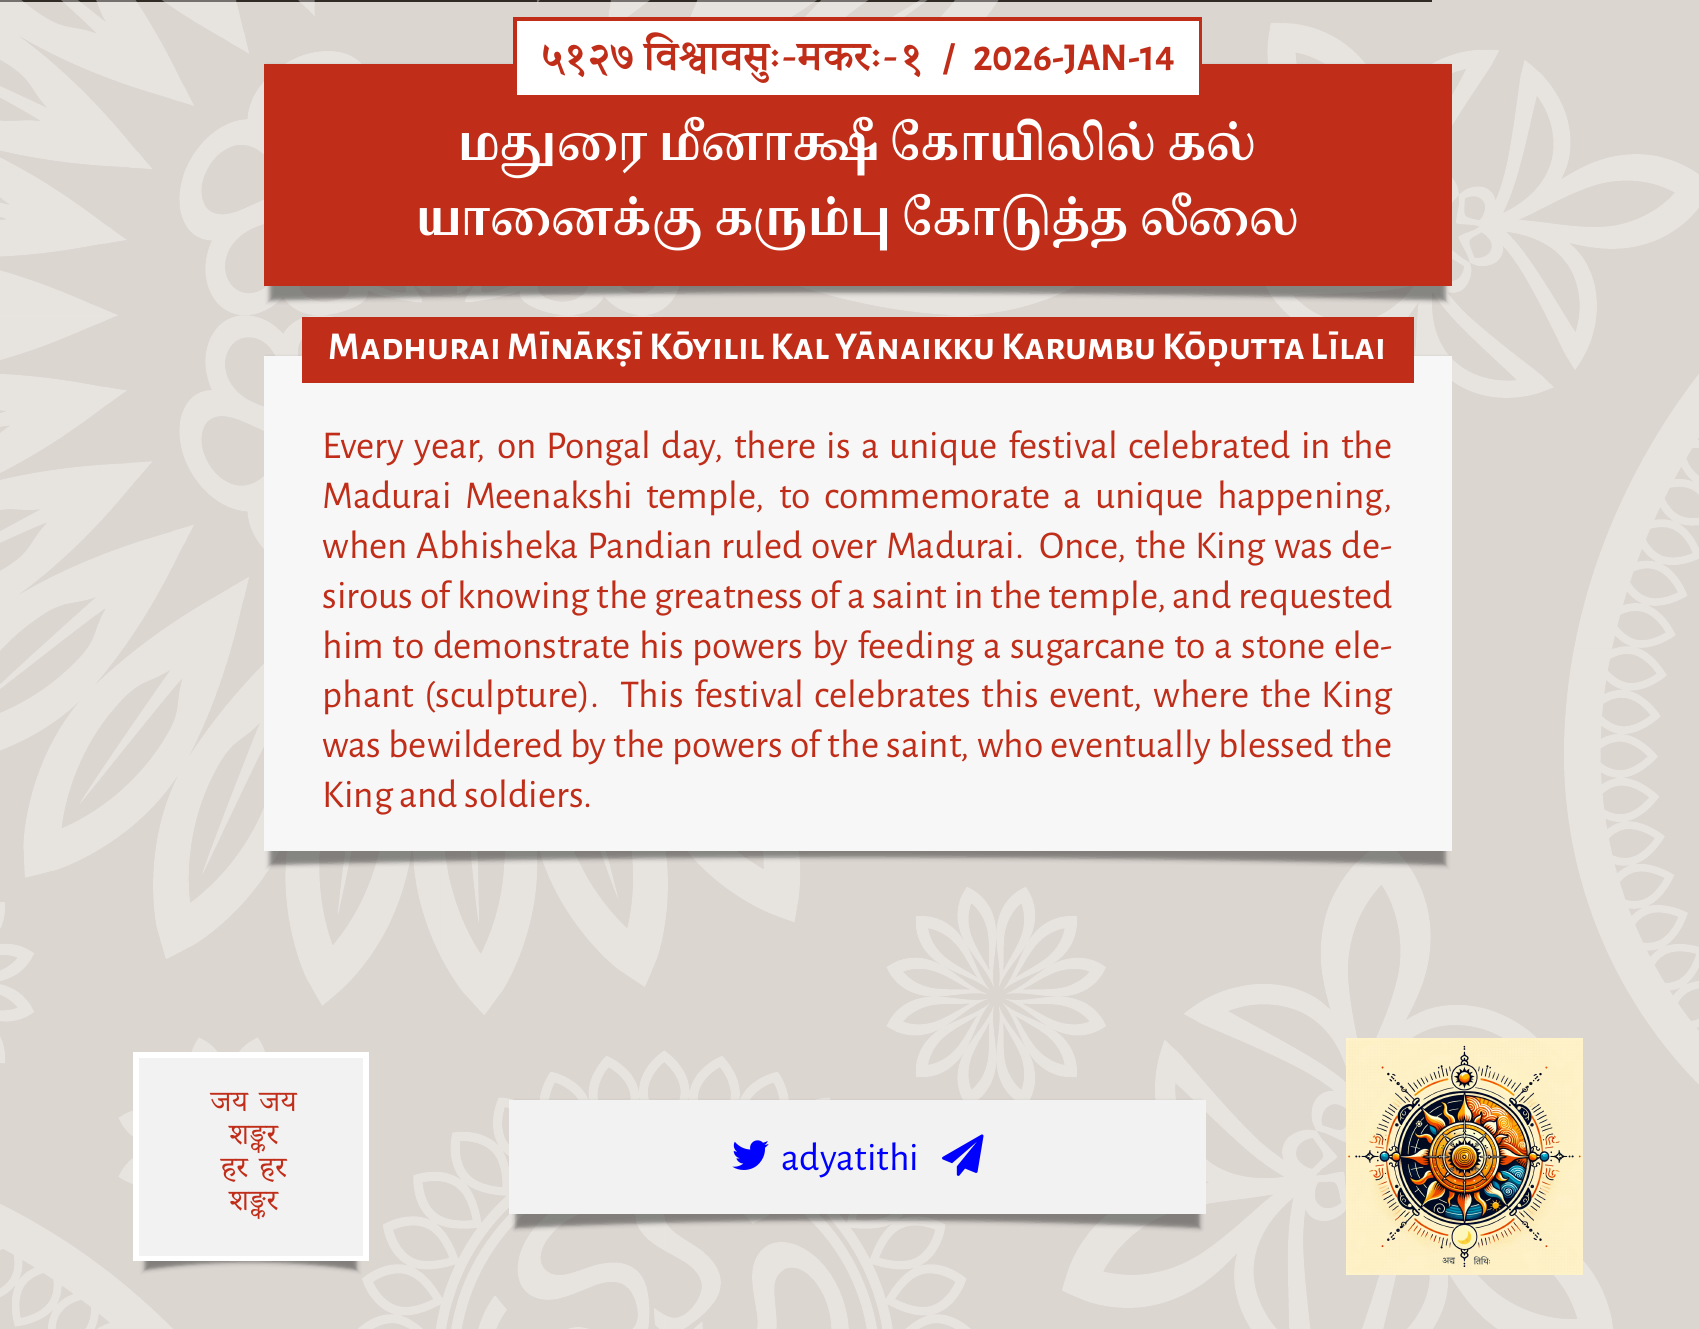 ५१२७ विश्वावसुः-मकरः-१ / 2026-JAN-14
மதுரை மீனாக்ஷீ கோயிலில் கல்
யானைக்கு கரும்பு கோடுத்த லீலை
Madhurai Mīnākṣī Kōyilil Kal Yānaikku Karumbu Kōḍutta Līlai
Every year, on Pongal day, there is a unique festival celebrated in the
Madurai Meenakshi temple, to commemorate a unique happening,
when Abhisheka Pandian ruled over Madurai. Once, the King was de-
sirous of knowing the greatness of a saint in the temple, and requested
him to demonstrate his powers by feeding a sugarcane to a stone ele-
phant (sculpture). This festival celebrates this event, where the King
was bewildered by the powers of the saint, who eventually blessed the
King and soldiers.
जय जय
शङ्कर
हर हर
शङ्कर
adyatithi
अद्य तिथिः